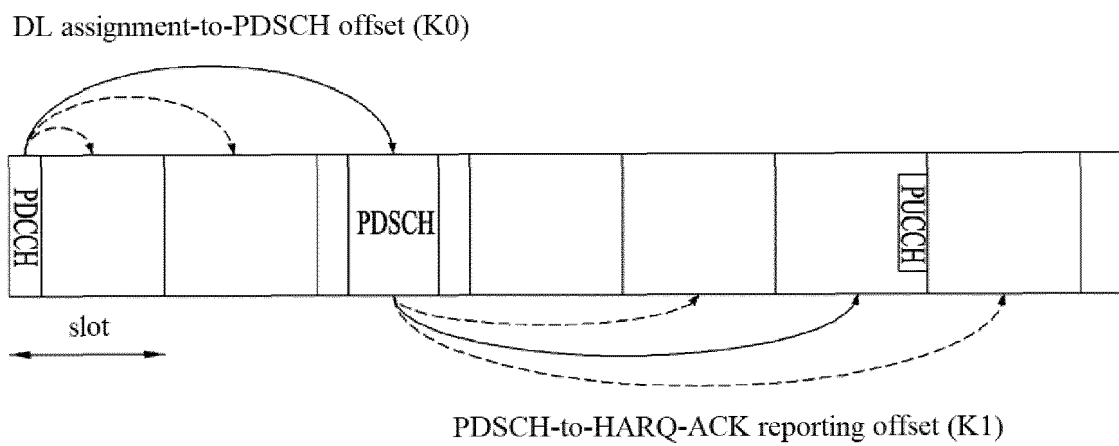 DL assignment-to-PDSCH offset (K0)
PDCCH
PDSCH
PUCCH
slot
PDSCH-to-HARQ-ACK reporting offset (K1)